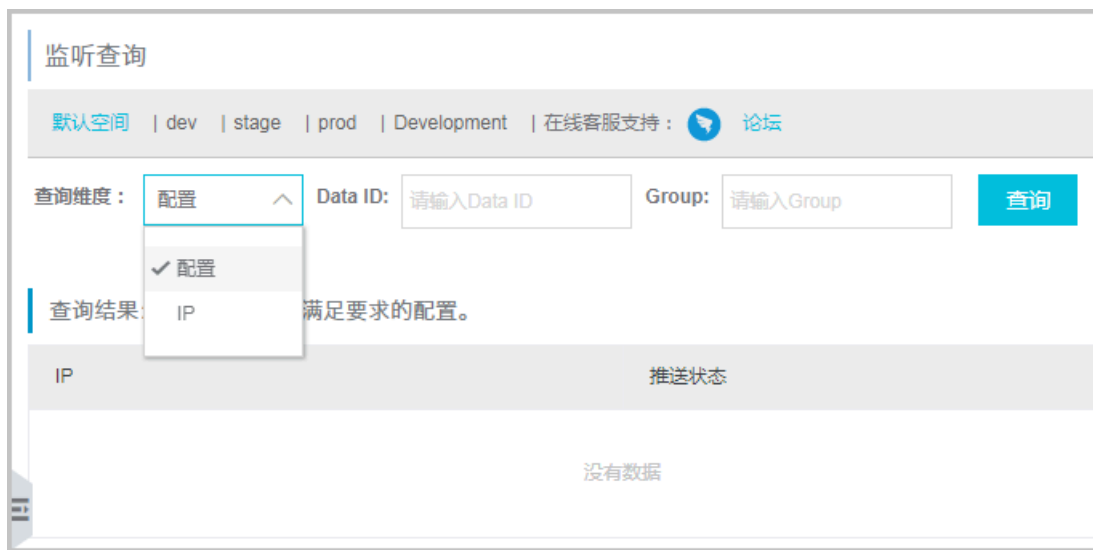 监听查询
默认空间 | dev | stage | prod | Development | 在线客服支持： 论坛
查询维度： 配置 Data ID: 请输入Data ID Group: 请输入Group 查询
配置
IP
查询结果: 满足要求的配置。
IP 推送状态
没有数据